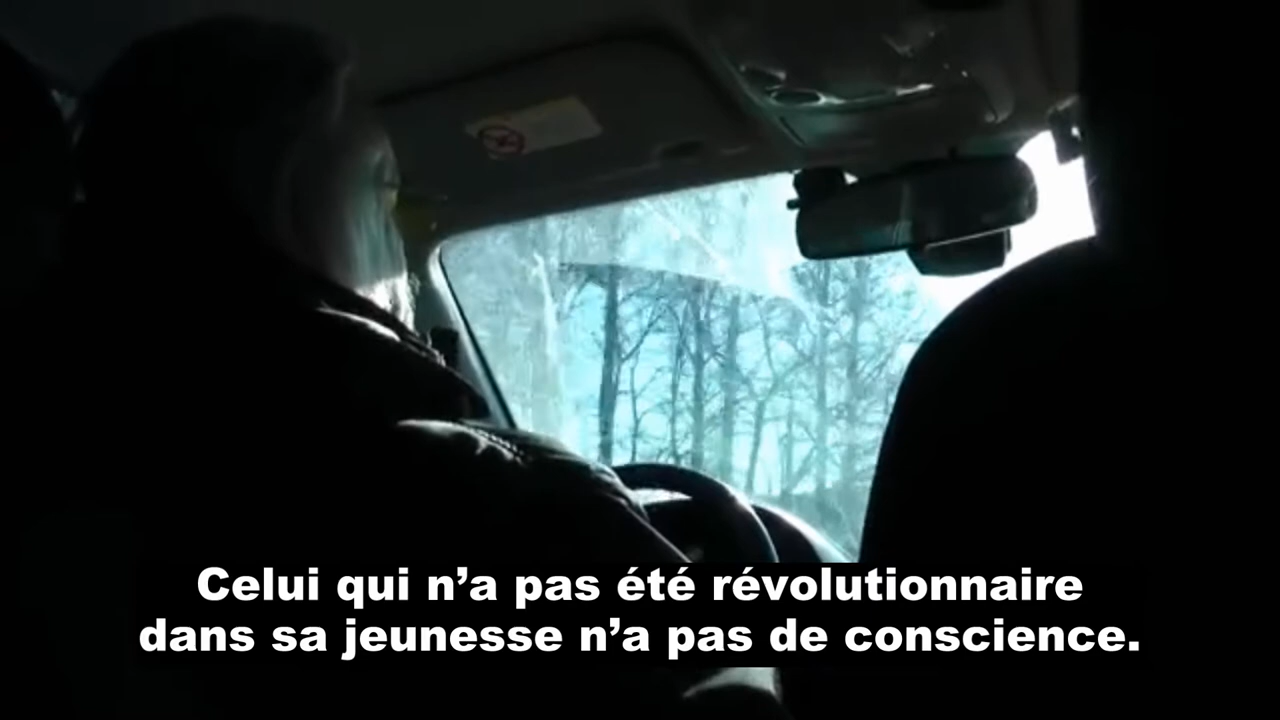 Celui qui n’a pas été révolutionnaire
dans sa jeunesse n’a pas de conscience.